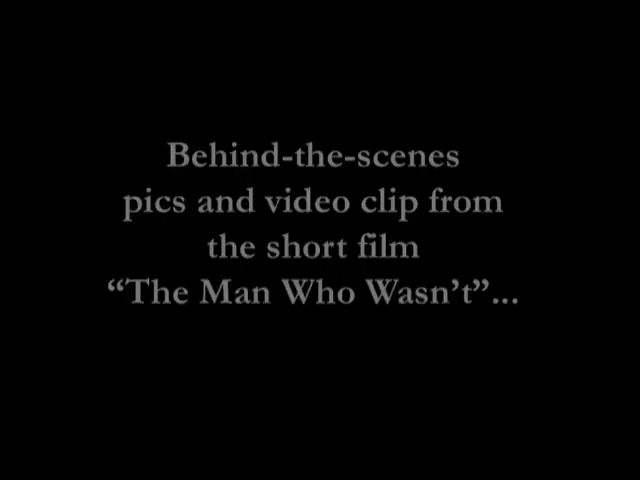 Behind-the-scenes
pics and video clip from
the short film
“The Man Who Wasn’t”...